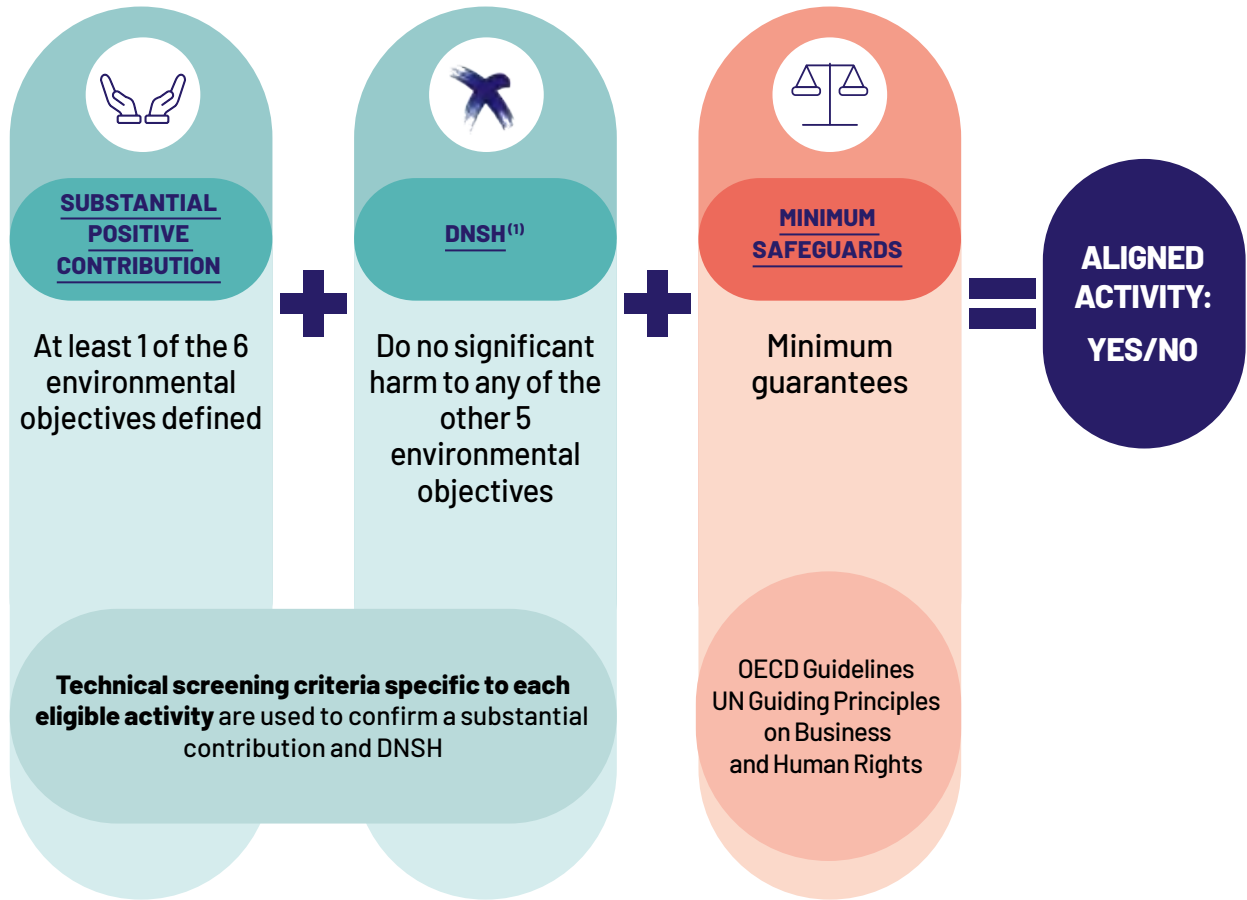 SUBSTANTIAL
POSITIVE
CONTRIBUTION
At least 1 of the 6
environmental
objectives defined
DNSH(1)
Do no significant
harm to any of the
other 5
environmental
objectives
Technical screening criteria specific to each
eligible activity are used to confirm a substantial
contribution and DNSH
MINIMUM
SAFEGUARDS
Minimum
guarantees
OECD Guidelines
UN Guiding Principles
on Business
and Human Rights
ALIGNED
ACTIVITY:
YES/NO